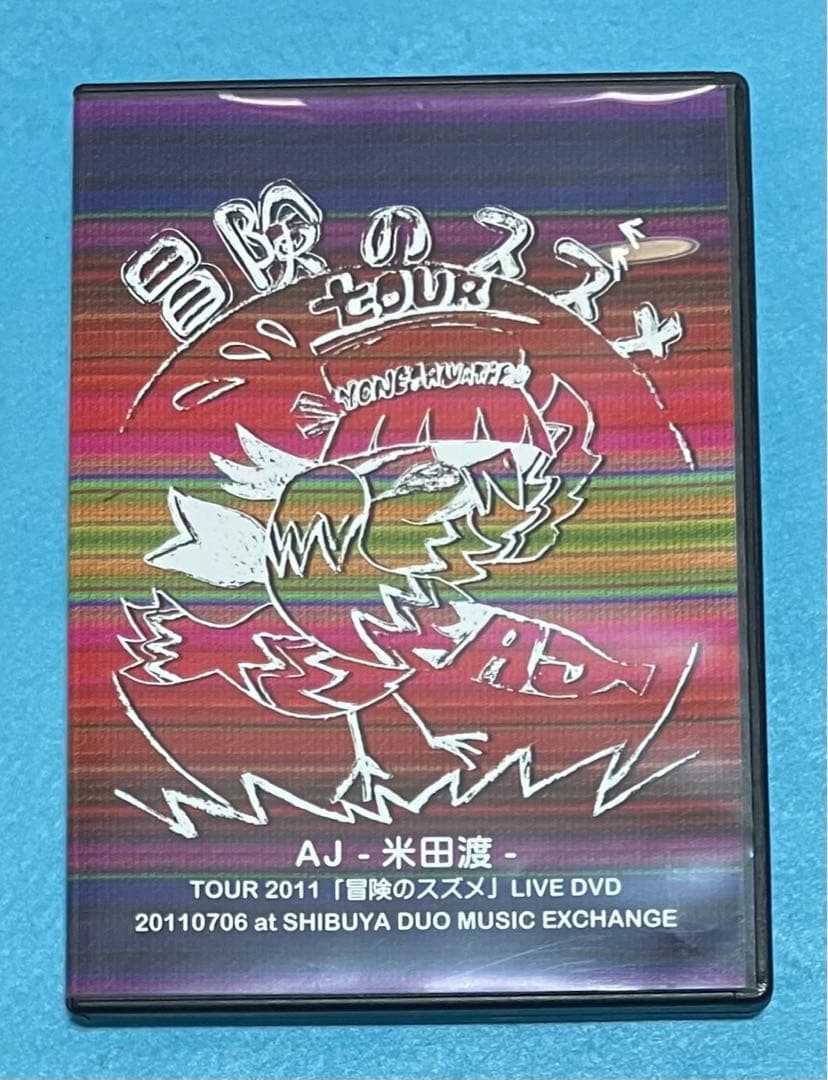 冒険のスズメ
tOUR
AJ
AJ - 米田渡 -
TOUR 2011「冒険のスズメ」LIVE DVD
20110706 at SHIBUYA DUO MUSIC EXCHANGE